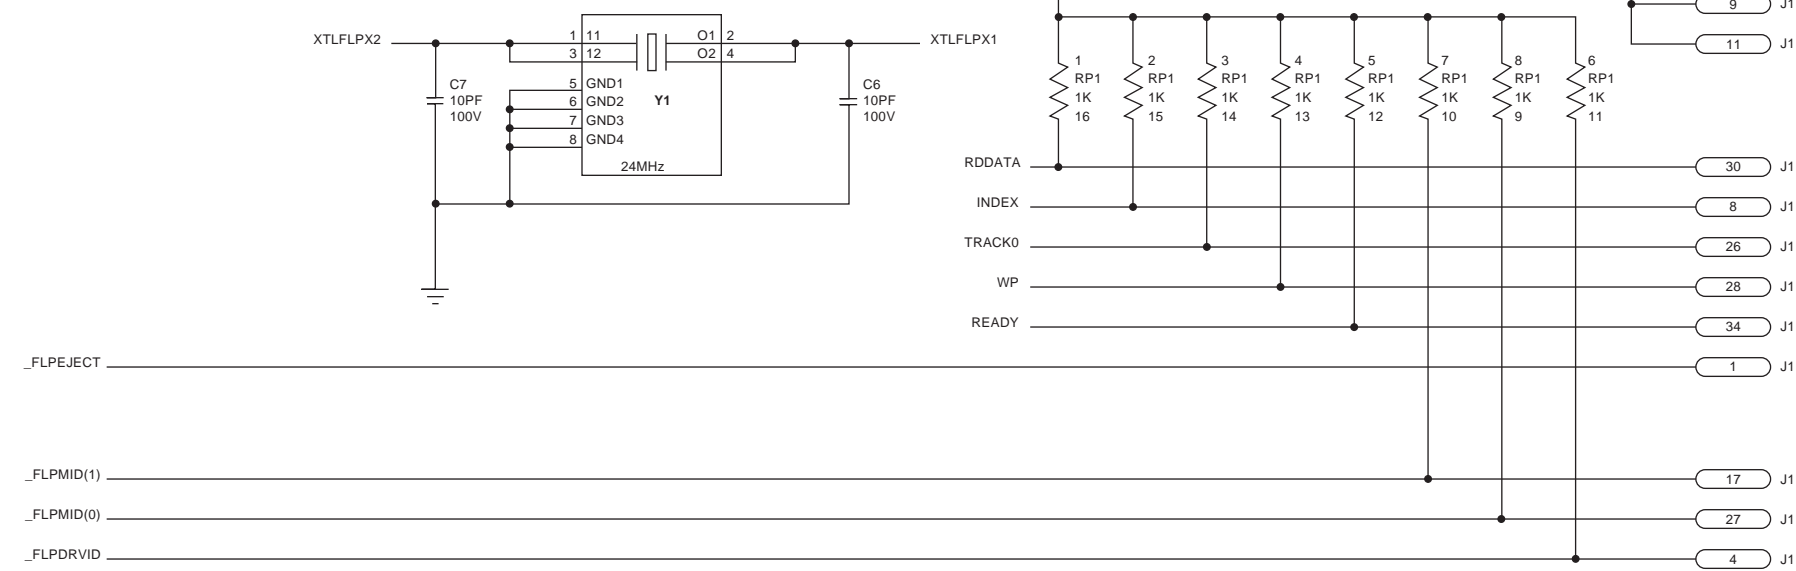 9 J1
11 J1
XTLFLPX2
1 11 O1 2
3 12 O2 4
XTLFLPX1
5 GND1
6 GND2
7 GND3
8 GND4
Y1
24MHz
C7
10PF
100V
C6
10PF
100V
1
RP1
1K
16
2
RP1
1K
15
3
RP1
1K
14
4
RP1
1K
13
5
RP1
1K
12
7
RP1
1K
10
8
RP1
1K
9
6
RP1
1K
11
RDDATA 30 J1
INDEX 8 J1
TRACK0 26 J1
WP 28 J1
READY 34 J1
_FLPEJECT 1 J1
_FLPMID(1) 17 J1
_FLPMID(0) 27 J1
_FLPDRVID 4 J1